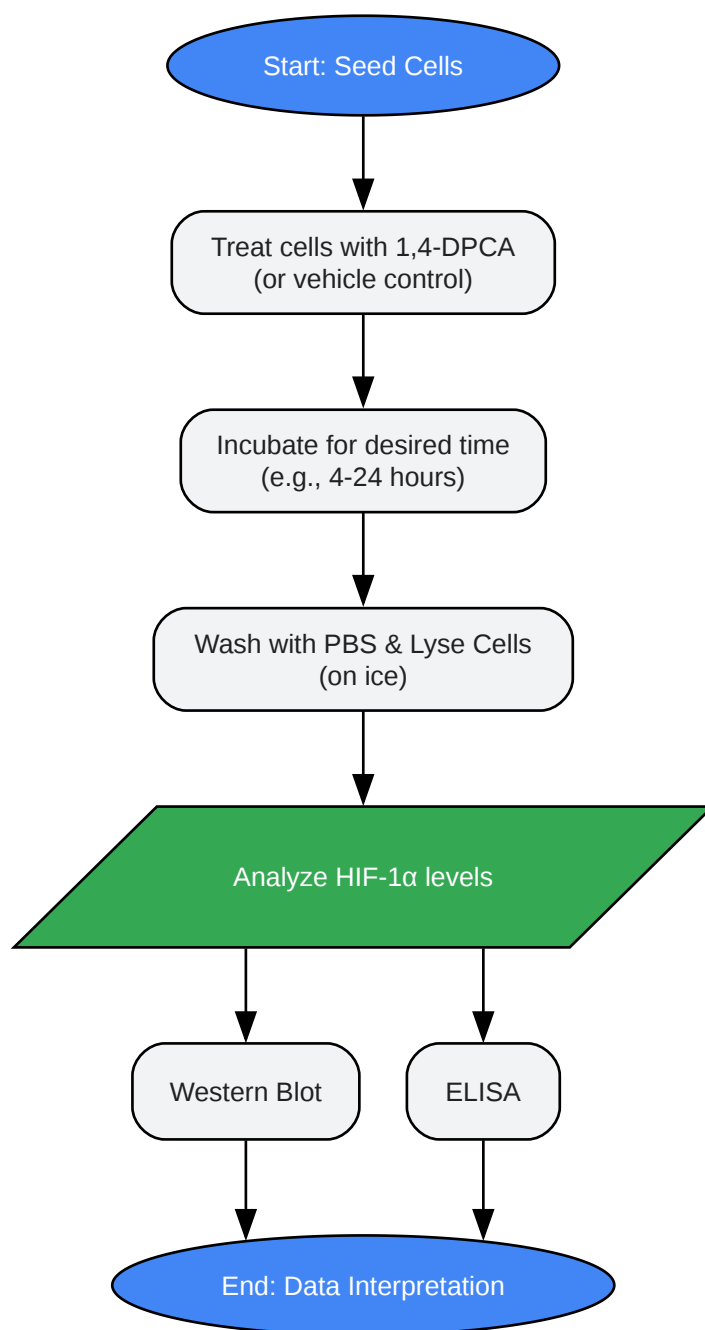 Start: Seed Cells
Treat cells with 1,4-DPCA
(or vehicle control)
Incubate for desired time
(e.g., 4-24 hours)
Wash with PBS & Lyse Cells
(on ice)
Analyze HIF-1α levels
Western Blot
ELISA
End: Data Interpretation